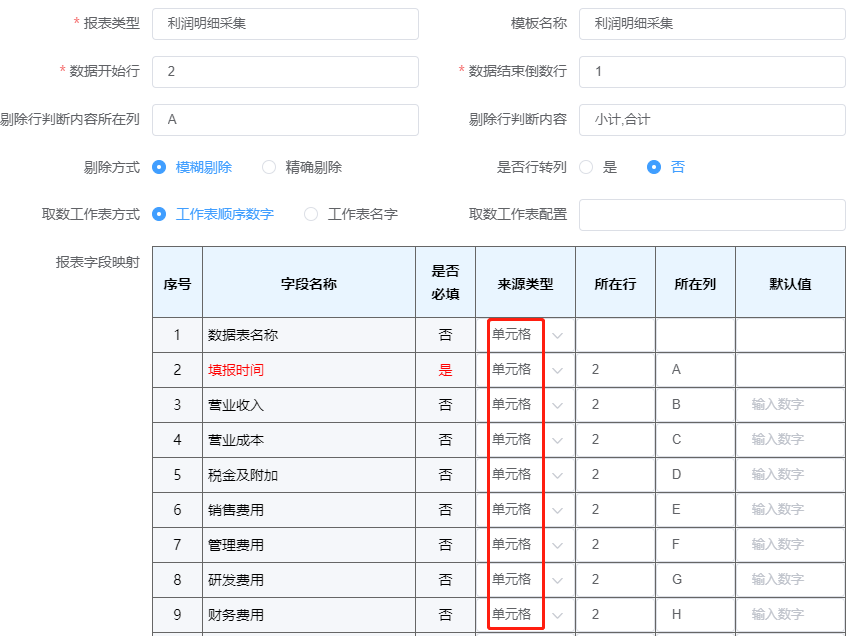 * 报表类型 利润明细采集 模板名称 利润明细采集
* 数据开始行 2 * 数据结束倒数行 1
剔除行判断内容所在列 A 剔除行判断内容 小计,合计
剔除方式 模糊剔除 精确剔除 是否行转列 是 否
取数工作表方式 工作表顺序数字 工作表名字 取数工作表配置
报表字段映射
序号 字段名称 是否必填 来源类型 所在行 所在列 默认值
1 数据表名称 否 单元格
2 填报时间 是 单元格 2 A
3 营业收入 否 单元格 2 B 输入数字
4 营业成本 否 单元格 2 C 输入数字
5 税金及附加 否 单元格 2 D 输入数字
6 销售费用 否 单元格 2 E 输入数字
7 管理费用 否 单元格 2 F 输入数字
8 研发费用 否 单元格 2 G 输入数字
9 财务费用 否 单元格 2 H 输入数字